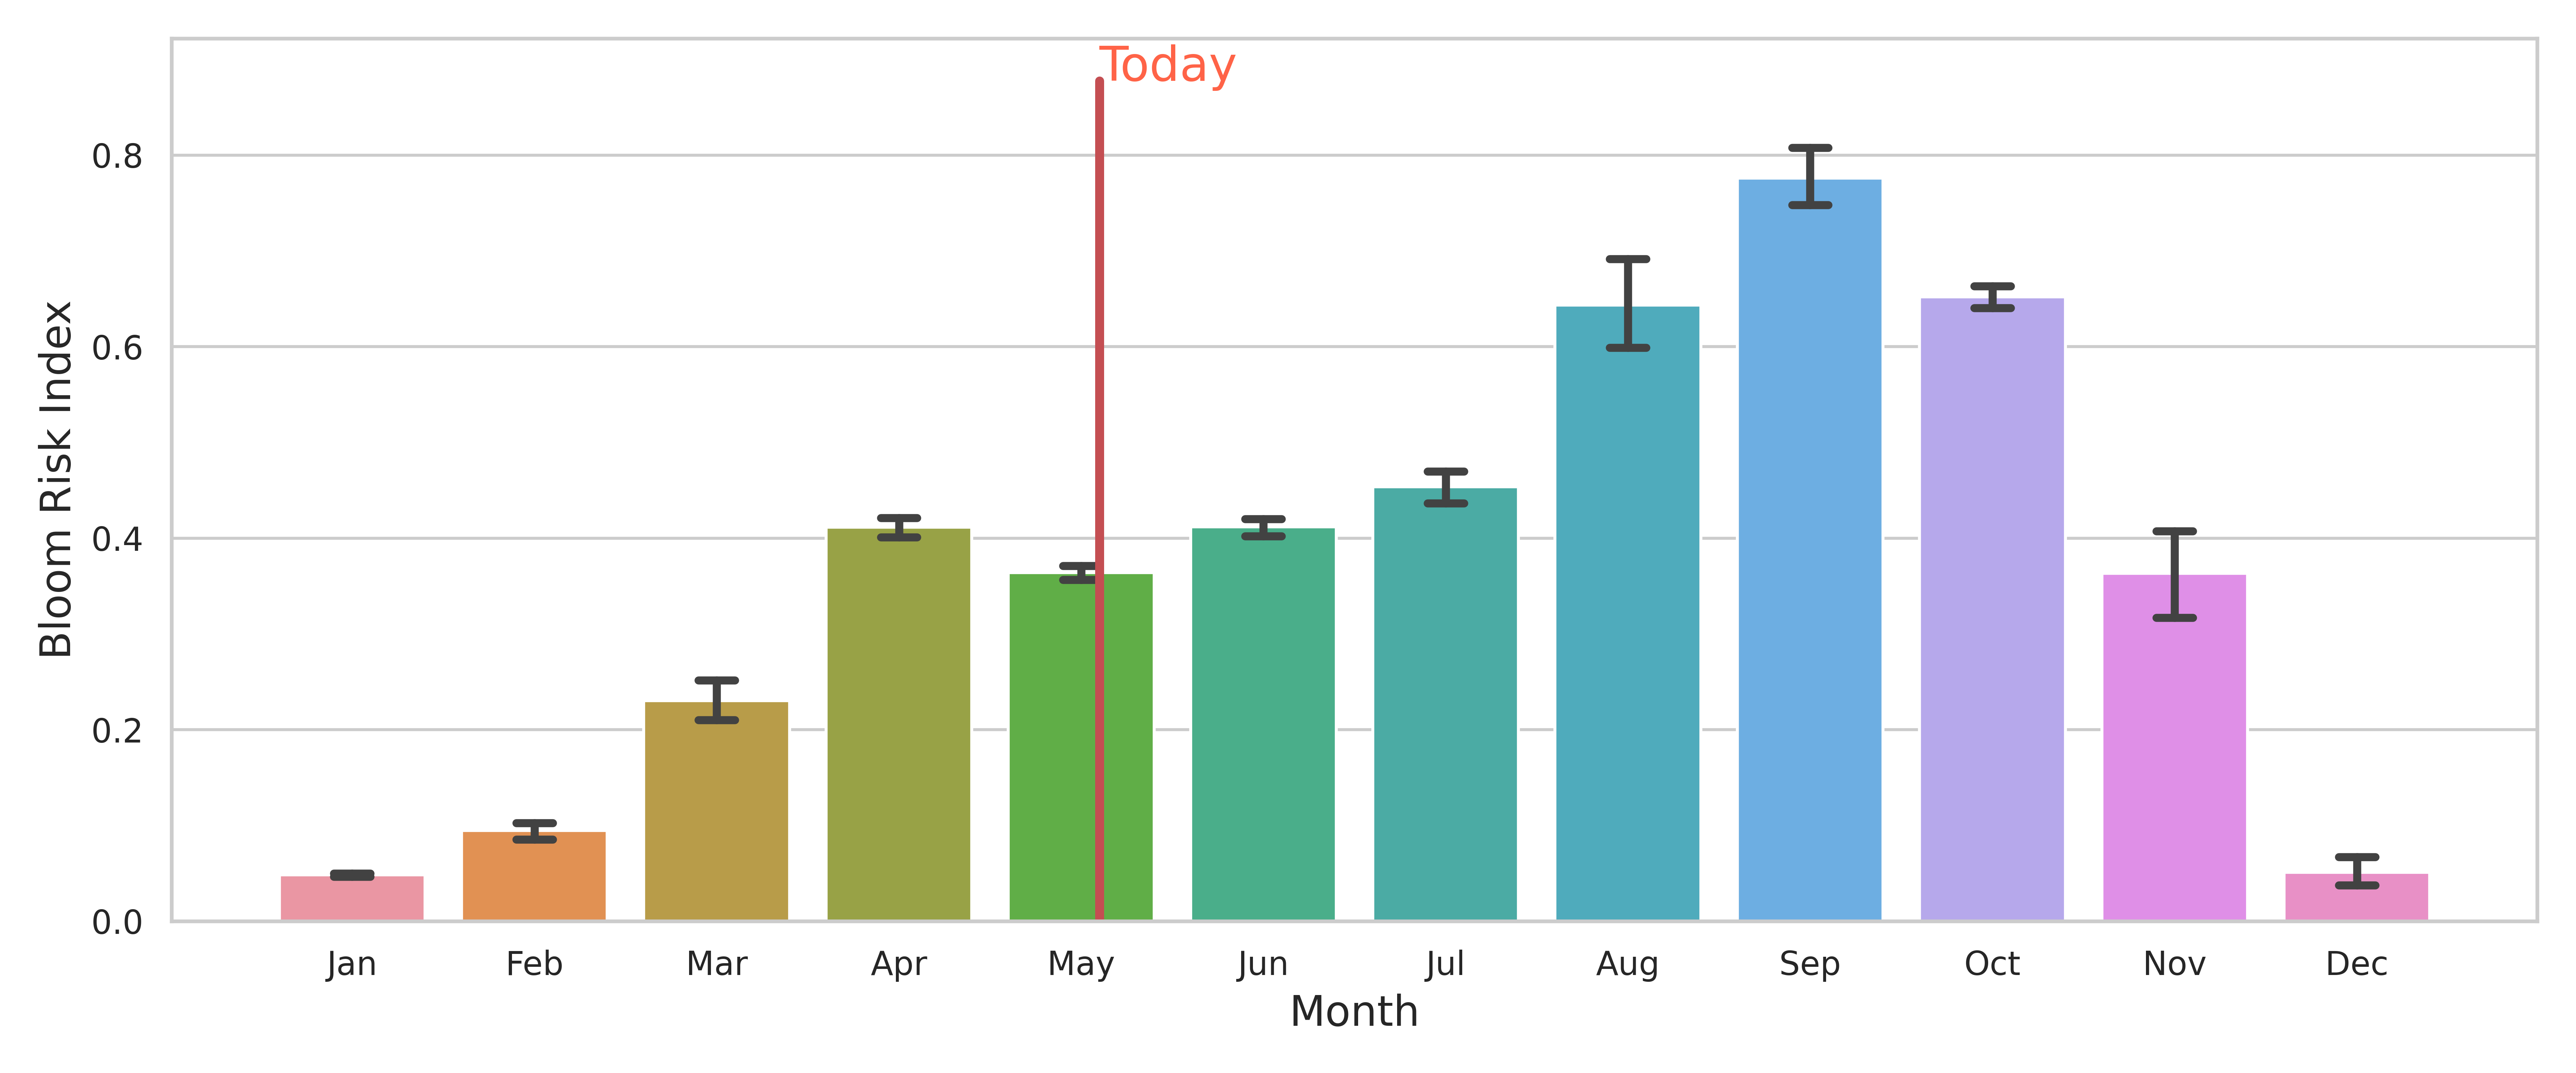 Today
Bloom Risk Index
0.8
0.6
0.4
0.2
0.0
Jan Feb Mar Apr May Jun Jul Aug Sep Oct Nov Dec
Month